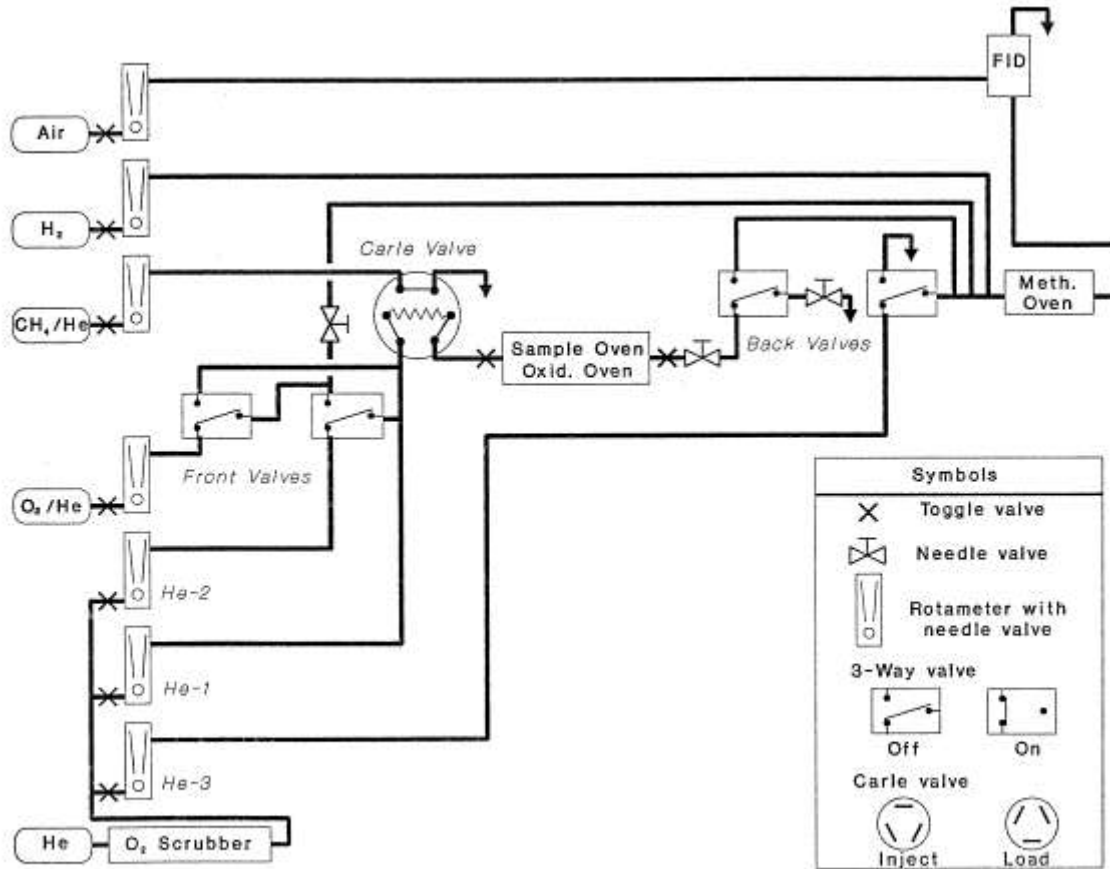 FID
Air
H₂
Carle Valve
CH₄/He
Meth.
Oven
Sample Oven
Oxid. Oven
Back Valves
Front Valves
O₂/He
He-2
He-1
He-3
He
O₂ Scrubber
Symbols
Toggle valve
Needle valve
Rotameter with
needle valve
3-Way valve
Off
On
Carle valve
Inject
Load